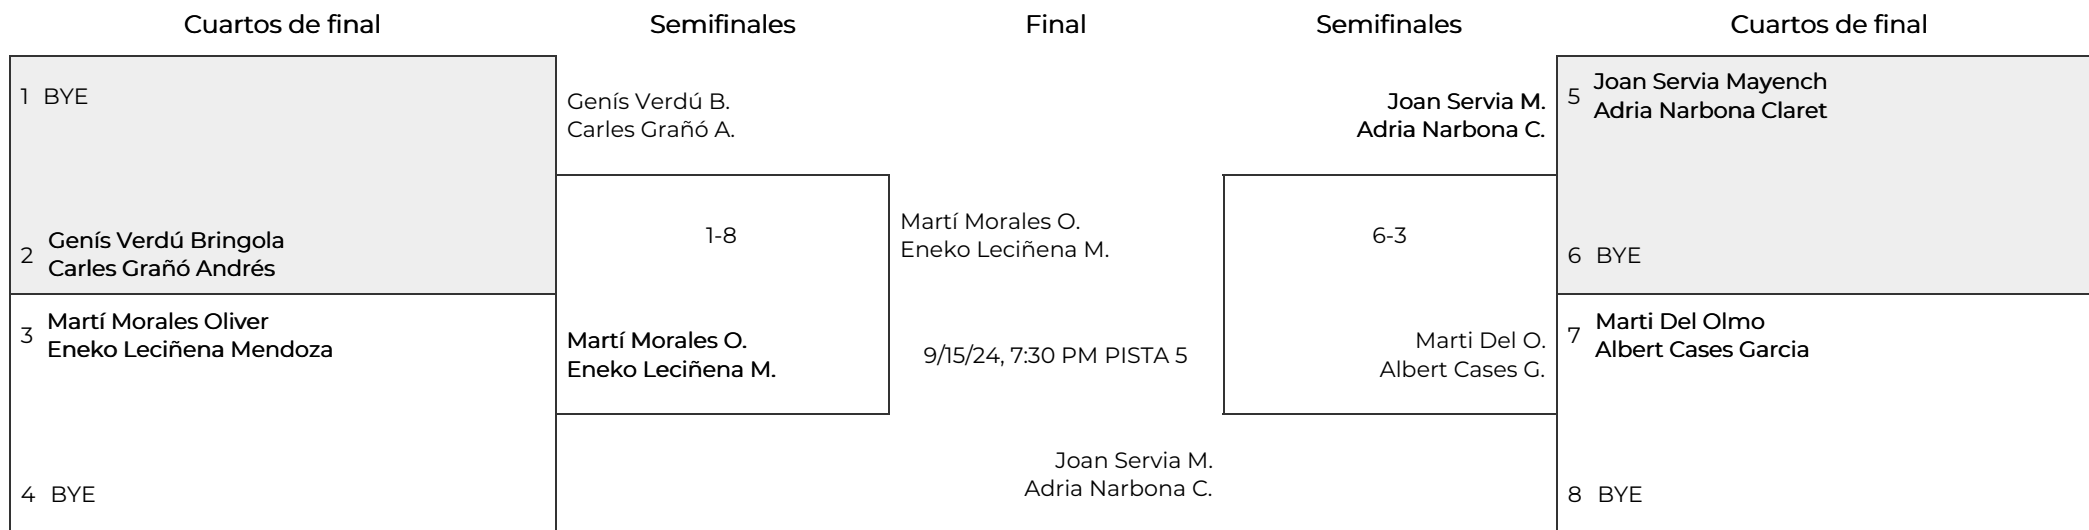 Cuartos de final
Semifinales
Final
Semifinales
Cuartos de final
1 BYE
2 Genís Verdú Bringola
Carles Grañó Andrés
3 Martí Morales Oliver
Eneko Leciñena Mendoza
4 BYE
Genís Verdú B.
Carles Grañó A.
1-8
Martí Morales O.
Eneko Leciñena M.
Martí Morales O.
Eneko Leciñena M.
9/15/24, 7:30 PM PISTA 5
Joan Servia M.
Adria Narbona C.
Joan Servia M.
Adria Narbona C.
6-3
Marti Del O.
Albert Cases G.
5 Joan Servia Mayench
Adria Narbona Claret
6 BYE
7 Marti Del Olmo
Albert Cases Garcia
8 BYE